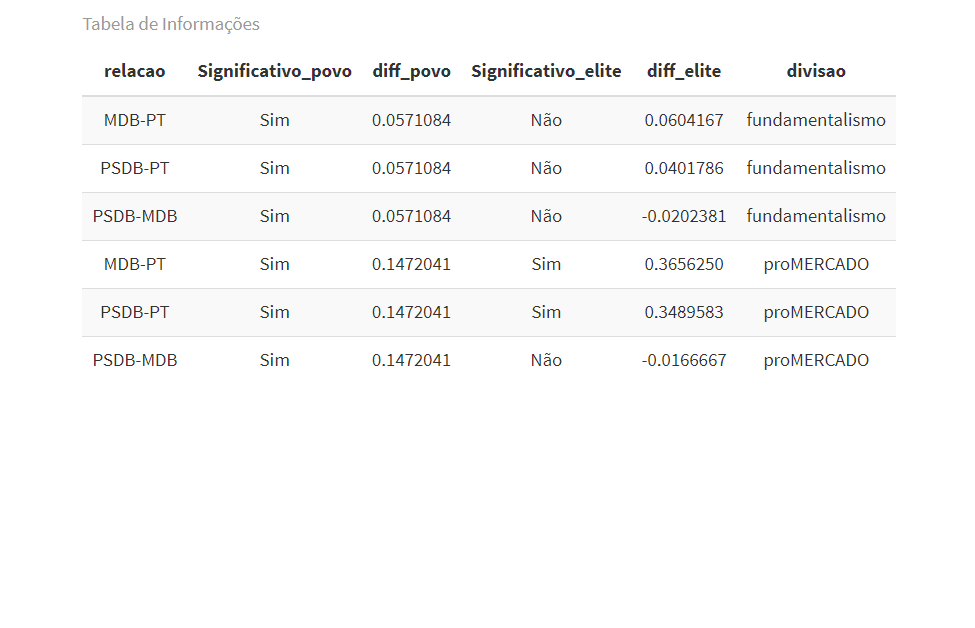 Tabela de Informações
relacao Significativo_povo diff_povo Significativo_elite diff_elite divisao
MDB-PT Sim 0.0571084 Não 0.0604167 fundamentalismo
PSDB-PT Sim 0.0571084 Não 0.0401786 fundamentalismo
PSDB-MDB Sim 0.0571084 Não -0.0202381 fundamentalismo
MDB-PT Sim 0.1472041 Sim 0.3656250 proMERCADO
PSDB-PT Sim 0.1472041 Sim 0.3489583 proMERCADO
PSDB-MDB Sim 0.1472041 Não -0.0166667 proMERCADO